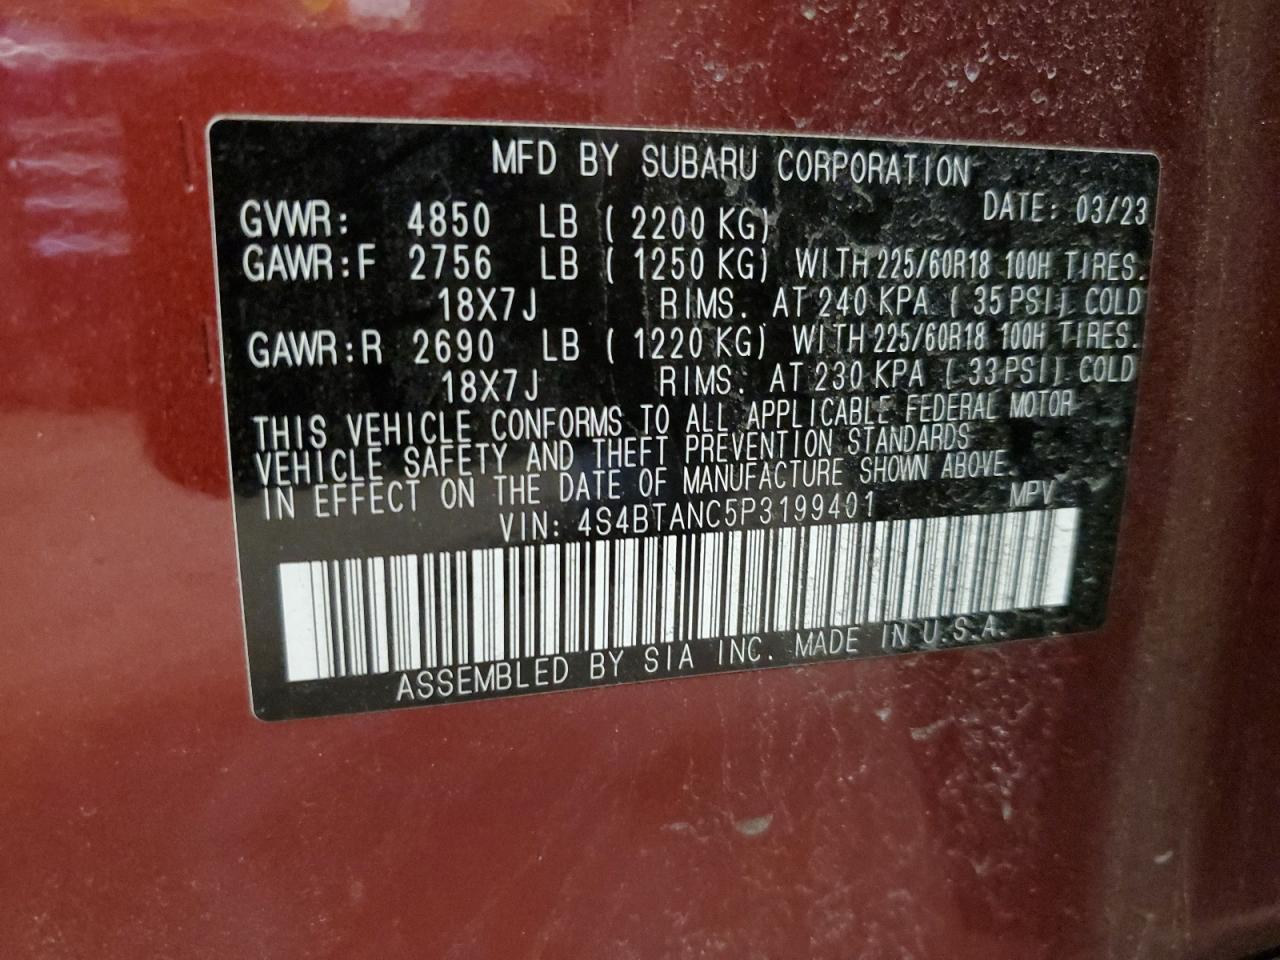 MFD BY SUBARU CORPORATION
DATE: 03/23
GVWR: 4850 LB ( 2200 KG)
GAWR:F 2756 LB ( 1250 KG) WITH 225/60R18 100H TIRES.
18X7J RIMS. AT 240 KPA ( 35 PSI) COLD
GAWR:R 2690 LB ( 1220 KG) WITH 225/60R18 100H TIRES.
18X7J RIMS. AT 230 KPA ( 33 PSI) COLD
THIS VEHICLE CONFORMS TO ALL APPLICABLE FEDERAL MOTOR
VEHICLE SAFETY AND THEFT PREVENTION STANDARDS
IN EFFECT ON THE DATE OF MANUFACTURE SHOWN ABOVE.
VIN: 4S4BTANC5P3199401 MPV
ASSEMBLED BY SIA INC. MADE IN U.S.A.